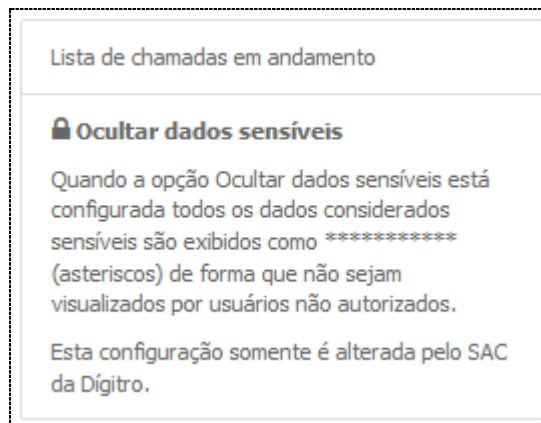 Lista de chamadas em andamento
Ocultar dados sensíveis
Quando a opção Ocultar dados sensíveis está
configurada todos os dados considerados
sensíveis são exibidos como ***********
(asteriscos) de forma que não sejam
visualizados por usuários não autorizados.
Esta configuração somente é alterada pelo SAC
da Dígitro.